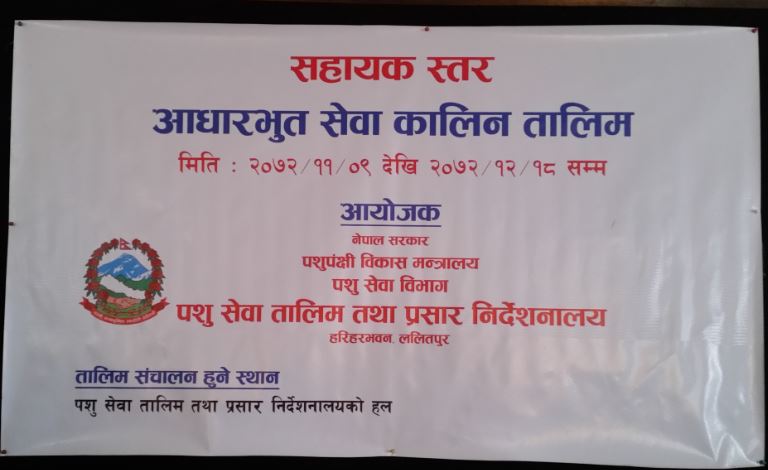 सहायक स्तर
आधारभुत सेवा कालिन तालिम
मिति : २०७२/११/०९ देखि २०७२/१२/१८ सम्म
आयोजक
नेपाल सरकार
पशुपंक्षी विकास मन्त्रालय
पशु सेवा विभाग
पशु सेवा तालिम तथा प्रसार निर्देशनालय
हरिहरभवन, ललितपुर
तालिम संचालन हुने स्थान
पशु सेवा तालिम तथा प्रसार निर्देशनालयको हल